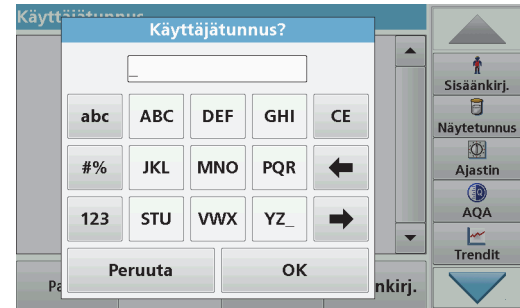 Käyttäjätunnus
Käyttäjätunnus?
_
abc ABC DEF GHI CE
#% JKL MNO PQR
123 STU VWX YZ_
Peruuta OK
nkirj.
Sisäänkirj.
Näytetunnus
Ajastin
AQA
Trendit